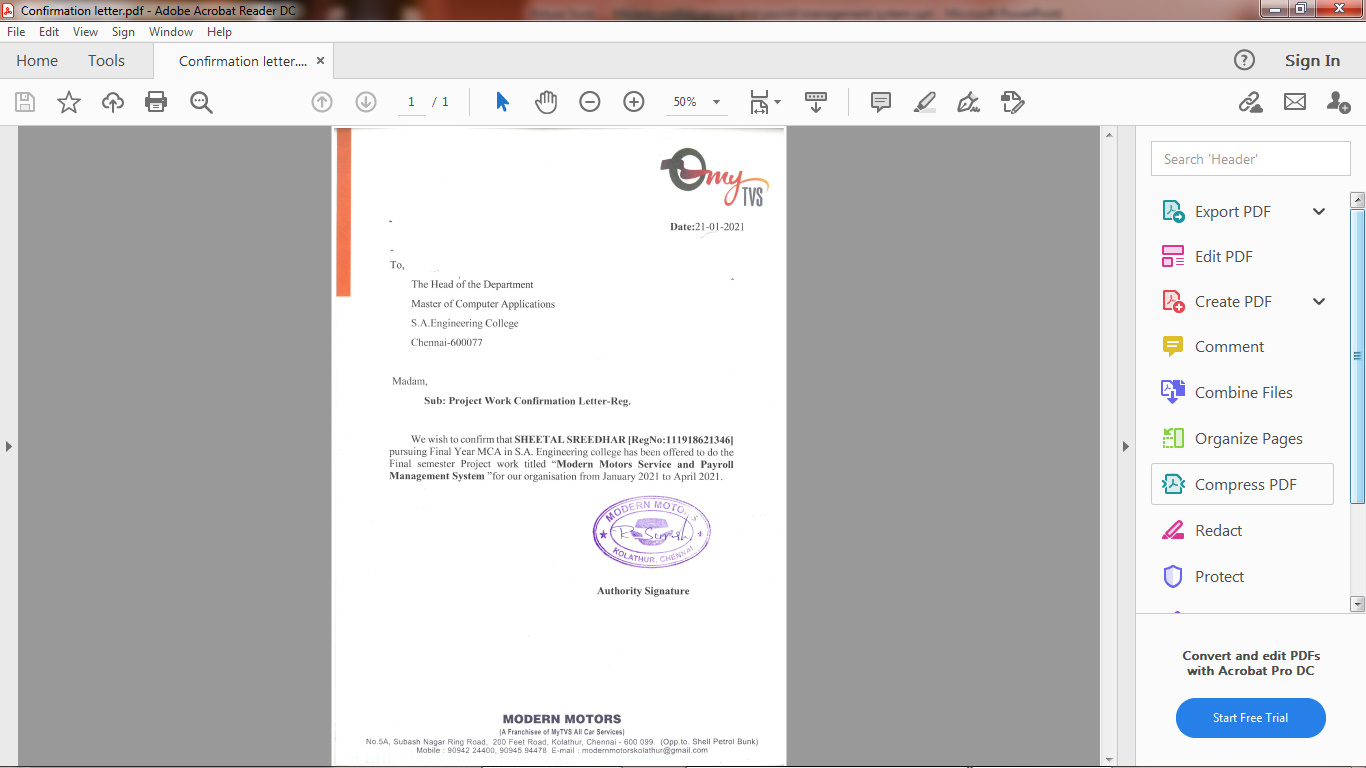 Confirmation letter.pdf - Adobe Acrobat Reader DC
File Edit View Sign Window Help
Home Tools Confirmation letter.... × Sign In
1 / 1 50%
my
TVS
Date:21-01-2021
To,
The Head of the Department
Master of Computer Applications
S.A.Engineering College
Chennai-600077
Madam,
Sub: Project Work Confirmation Letter-Reg.
We wish to confirm that SHEETAL SREEDHAR [RegNo:111918621346]
pursuing Final Year MCA in S.A. Engineering college has been offered to do the
Final semester Project work titled “Modern Motors Service and Payroll
Management System ”for our organisation from January 2021 to April 2021.
MODERN MOTORS
KOLATHUR, CHENNAI
Authority Signature
MODERN MOTORS
(A Franchisee of MyTVS All Car Services)
No.5A, Subash Nagar Ring Road, 200 Feet Road, Kolathur, Chennai - 600 099. (Opp.to. Shell Petrol Bunk)
Mobile : 90942 24400, 90945 94478 E-mail : modernmotorskolathur@gmail.com
Search 'Header'
Export PDF
Edit PDF
Create PDF
Comment
Combine Files
Organize Pages
Compress PDF
Redact
Protect
Convert and edit PDFs
with Acrobat Pro DC
Start Free Trial